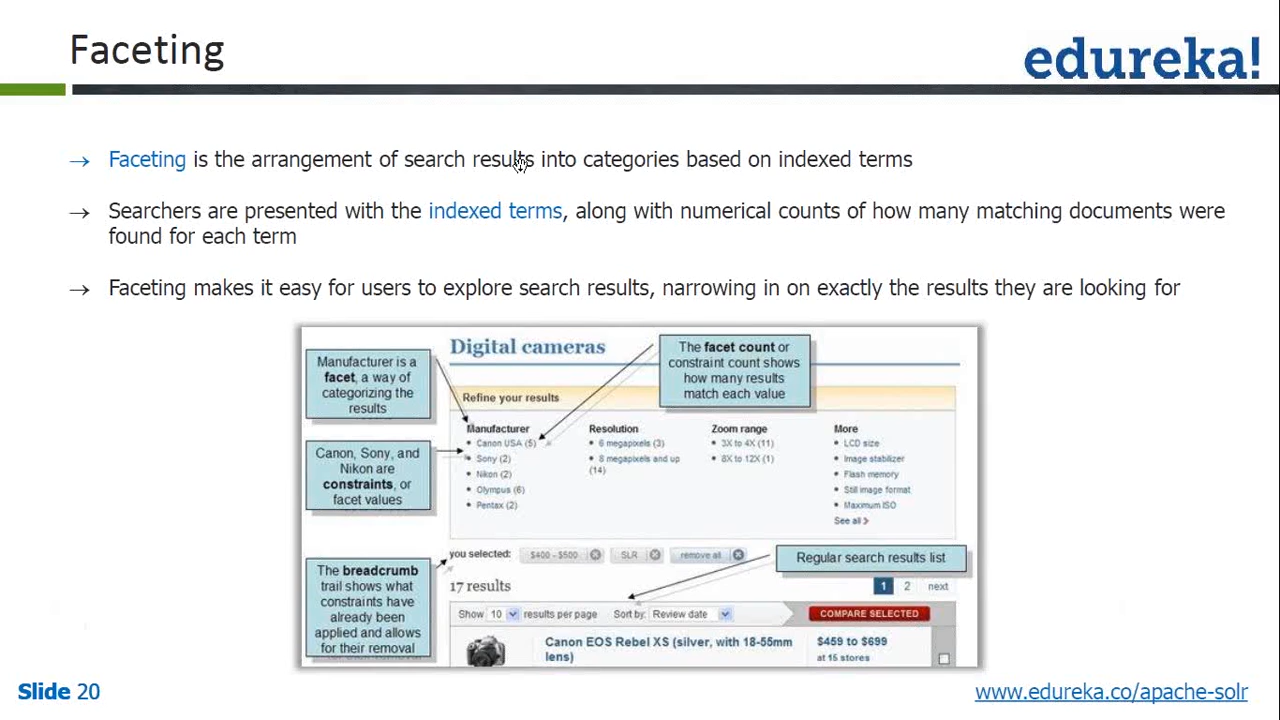 Faceting
edureka!
→ Faceting is the arrangement of search results into categories based on indexed terms
→ Searchers are presented with the indexed terms, along with numerical counts of how many matching documents were
found for each term
→ Faceting makes it easy for users to explore search results, narrowing in on exactly the results they are looking for
Manufacturer is a
facet, a way of
categorizing the
results
Canon, Sony, and
Nikon are
constraints, or
facet values
The breadcrumb
trail shows what
constraints have
already been
applied and allows
for their removal
Digital cameras
The facet count or
constraint count shows
how many results
match each value
Refine your results
Manufacturer
• Canon USA (5)
• Sony (2)
• Nikon (2)
• Olympus (6)
• Pentax (2)
Resolution
• 6 megapixels (3)
• 8 megapixels and up
(14)
Zoom range
• 3X to 4X (11)
• 8X to 12X (1)
More
• LCD size
• Image stabilizer
• Flash memory
• Still image format
• Maximum ISO
See all
you selected: $400 - $500 SLR remove all
Regular search results list
17 results
1 2 next
Show 10 results per page Sort by: Review date COMPARE SELECTED
Canon EOS Rebel XS (silver, with 18-55mm
lens)
$459 to $699
at 15 stores
Slide 20
www.edureka.co/apache-solr